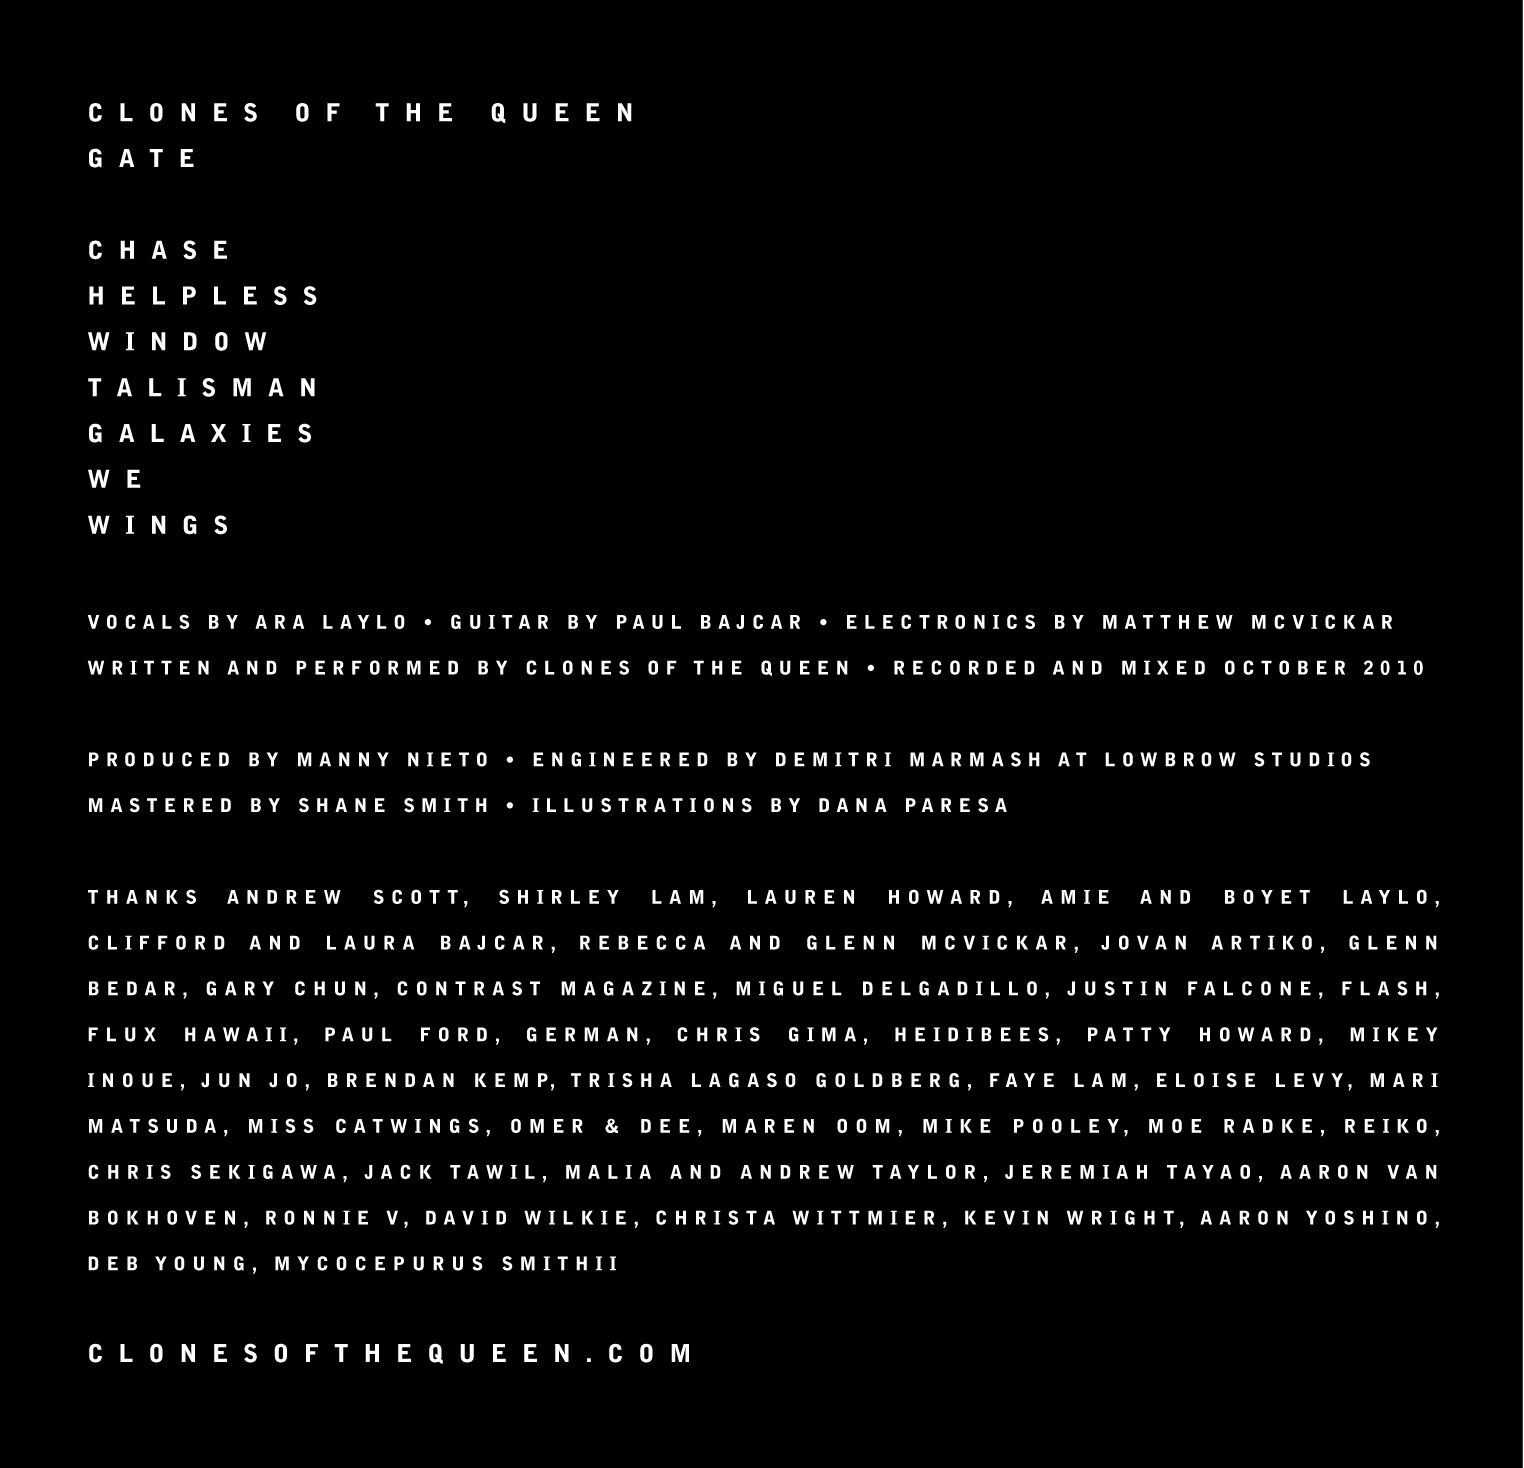 CLONES OF THE QUEEN
GATE
CHASE
HELPLESS
WINDOW
TALISMAN
GALAXIES
WE
WINGS
VOCALS BY ARA LAYLO • GUITAR BY PAUL BAJCAR • ELECTRONICS BY MATTHEW MCVICKAR
WRITTEN AND PERFORMED BY CLONES OF THE QUEEN • RECORDED AND MIXED OCTOBER 2010
PRODUCED BY MANNY NIETO • ENGINEERED BY DEMITRI MARMASH AT LOWBROW STUDIOS
MASTERED BY SHANE SMITH • ILLUSTRATIONS BY DANA PARESA
THANKS ANDREW SCOTT, SHIRLEY LAM, LAUREN HOWARD, AMIE AND BOYET LAYLO,
CLIFFORD AND LAURA BAJCAR, REBECCA AND GLENN MCVICKAR, JOVAN ARTIKO, GLENN
BEDAR, GARY CHUN, CONTRAST MAGAZINE, MIGUEL DELGADILLO, JUSTIN FALCONE, FLASH,
FLUX HAWAII, PAUL FORD, GERMAN, CHRIS GIMA, HEIDIBEES, PATTY HOWARD, MIKEY
INOUE, JUN JO, BRENDAN KEMP, TRISHA LAGASO GOLDBERG, FAYE LAM, ELOISE LEVY, MARI
MATSUDA, MISS CATWINGS, OMER & DEE, MAREN OOM, MIKE POOLEY, MOE RADKE, REIKO,
CHRIS SEKIGAWA, JACK TAWIL, MALIA AND ANDREW TAYLOR, JEREMIAH TAYAO, AARON VAN
BOKHOVEN, RONNIE V, DAVID WILKIE, CHRISTA WITTMIER, KEVIN WRIGHT, AARON YOSHINO,
DEB YOUNG, MYCOCEPURUS SMITHII
CLONESOFTHEQUEEN.COM